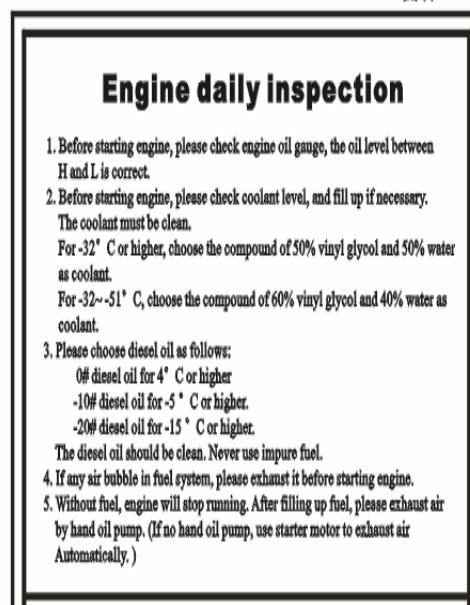 Engine daily inspection
1. Before starting engine, please check engine oil gauge, the oil level between
H and L is correct.
2. Before starting engine, please check coolant level, and fill up if necessary.
The coolant must be clean.
For -32° C or higher, choose the compound of 50% vinyl glycol and 50% water
as coolant.
For -32~ -51° C, choose the compound of 60% vinyl glycol and 40% water as
coolant.
3. Please choose diesel oil as follows:
0# diesel oil for 4° C or higher
-10# diesel oil for -5 ° C or higher.
-20# diesel oil for -15 ° C or higher.
The diesel oil should be clean. Never use impure fuel.
4. If any air bubble in fuel system, please exhaust it before starting engine.
5. Without fuel, engine will stop running. After filling up fuel, please exhaust air
by hand oil pump. (If no hand oil pump, use starter motor to exhaust air
Automatically. )